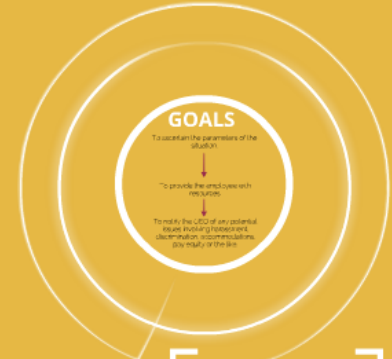 GOALS
To ascertain the parameters of the
situation
To provide the employee with
resources
To notify the CEO of any potential
issues involving harassment,
discrimination, accommodations,
pay equity or the like